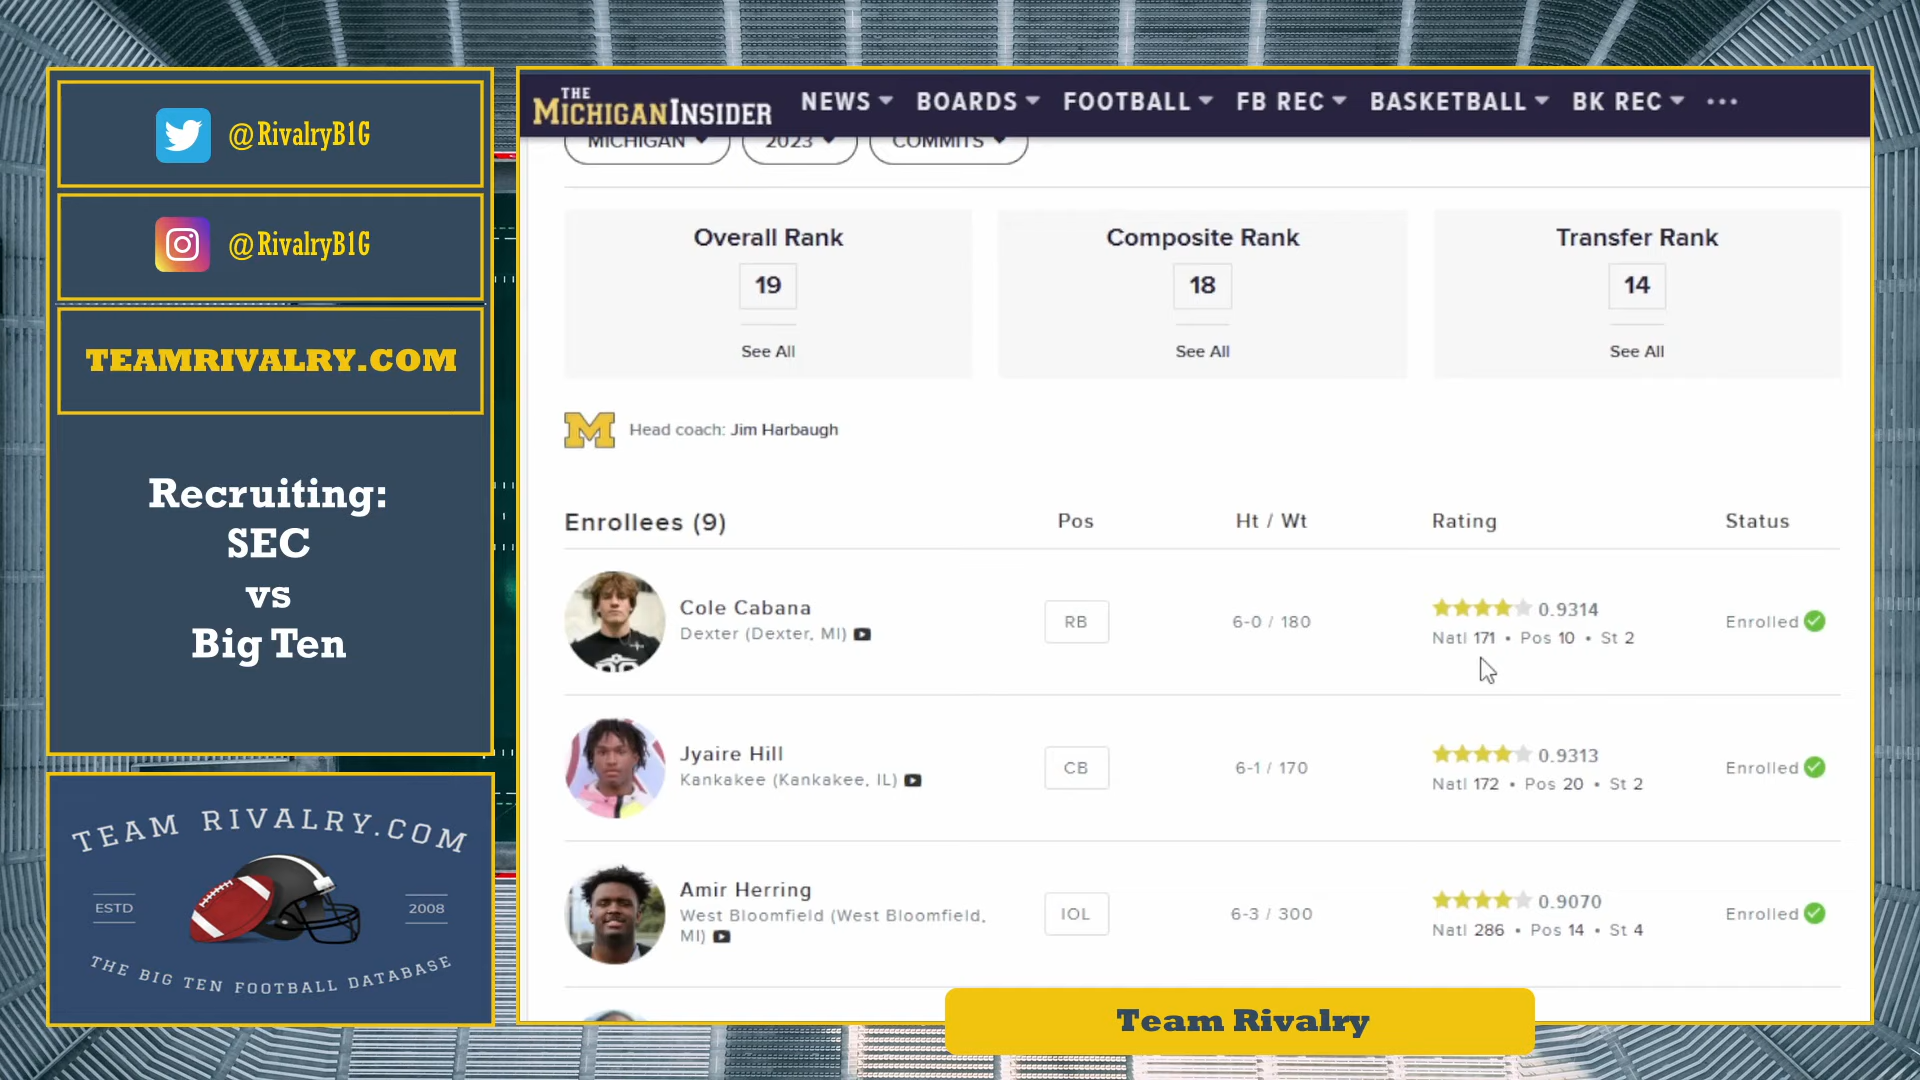 @RivalryB1G
@RivalryB1G
TEAMRIVALRY.COM
Recruiting:
SEC
vs
Big Ten
TEAM RIVALRY.COM
ESTD
2008
THE BIG TEN FOOTBALL DATABASE
THE
MICHIGANINSIDER
NEWS BOARDS FOOTBALL FB REC BASKETBALL BK REC •••
MICHIGAN 2023 COMMITS
Overall Rank Composite Rank Transfer Rank
19 18 14
See All See All See All
M Head coach: Jim Harbaugh
Enrollees (9) Pos Ht / Wt Rating Status
Cole Cabana
Dexter (Dexter, MI)
RB
6-0 / 180
0.9314
Natl 171 • Pos 10 • St 2
Enrolled
Jyaire Hill
Kankakee (Kankakee, IL)
CB
6-1 / 170
0.9313
Natl 172 • Pos 20 • St 2
Enrolled
Amir Herring
West Bloomfield (West Bloomfield,
MI)
IOL
6-3 / 300
0.9070
Natl 286 • Pos 14 • St 4
Enrolled
Team Rivalry